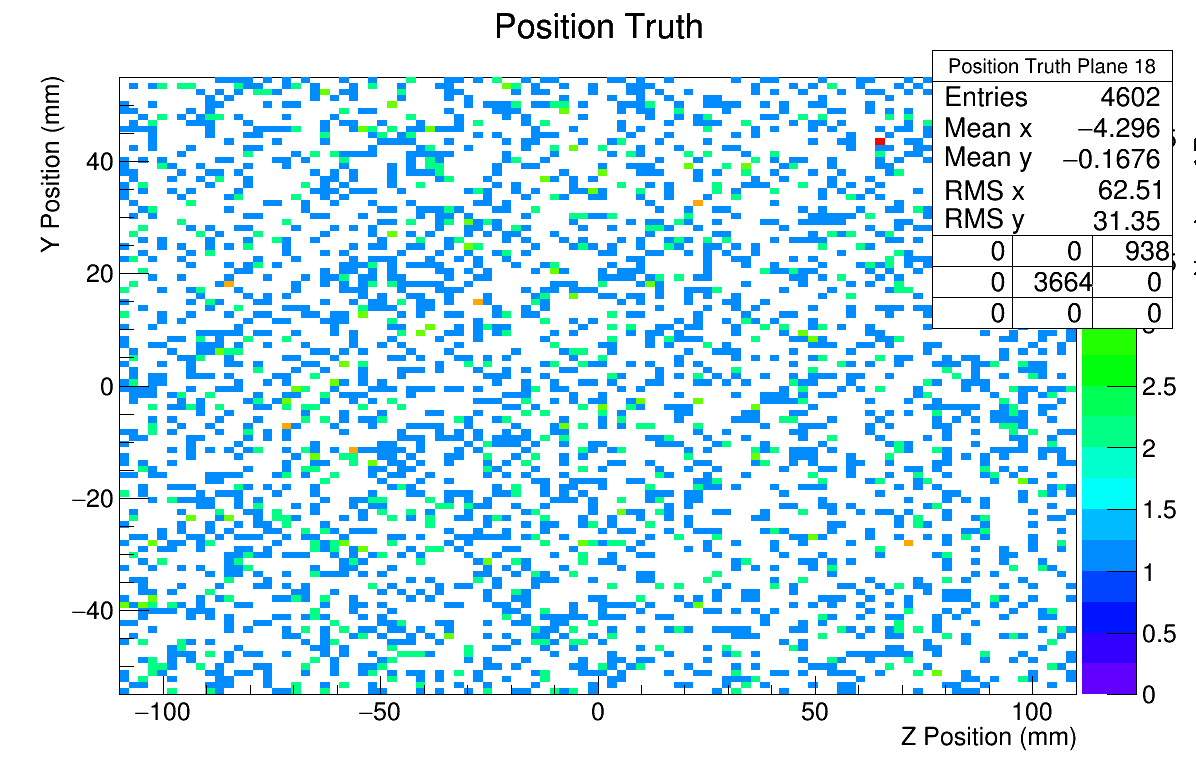 Position Truth
Position Truth Plane 18
Entries 4602
Mean x −4.296
Mean y −0.1676
RMS x 62.51
RMS y 31.35
0 0 938
0 3664 0
0 0 0
Y Position (mm)
40
20
0
−20
−40
2.5
2
1.5
1
0.5
0
−100 −50 0 50 100
Z Position (mm)